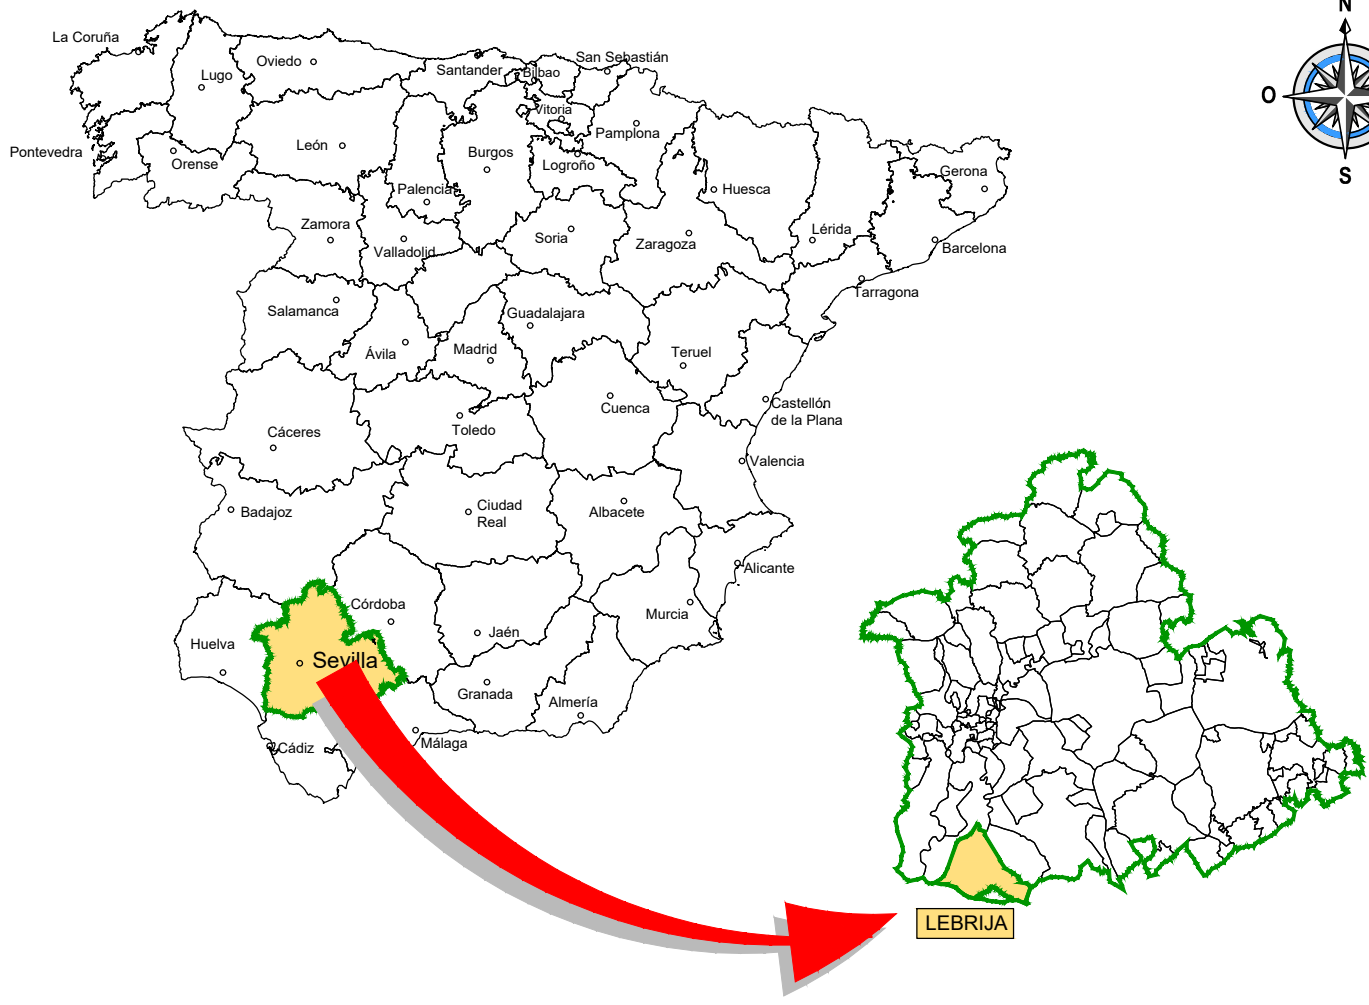 N
La Coruña
San Sebastián
Oviedo
Santander
Bilbao
Lugo
O
Vitoria
Pamplona
León
Burgos
Pontevedra
Orense
Logroño
Gerona
Palencia
Huesca
S
Zamora
Soria
Zaragoza
Lérida
Valladolid
Barcelona
Tarragona
Salamanca
Guadalajara
Ávila
Madrid
Teruel
Cuenca
Castellón
de la Plana
Cáceres
Toledo
Valencia
Badajoz
Ciudad
Real
Albacete
Alicante
Córdoba
Murcia
Huelva
Jaén
Sevilla
Granada
Almería
Cádiz
Málaga
LEBRIJA